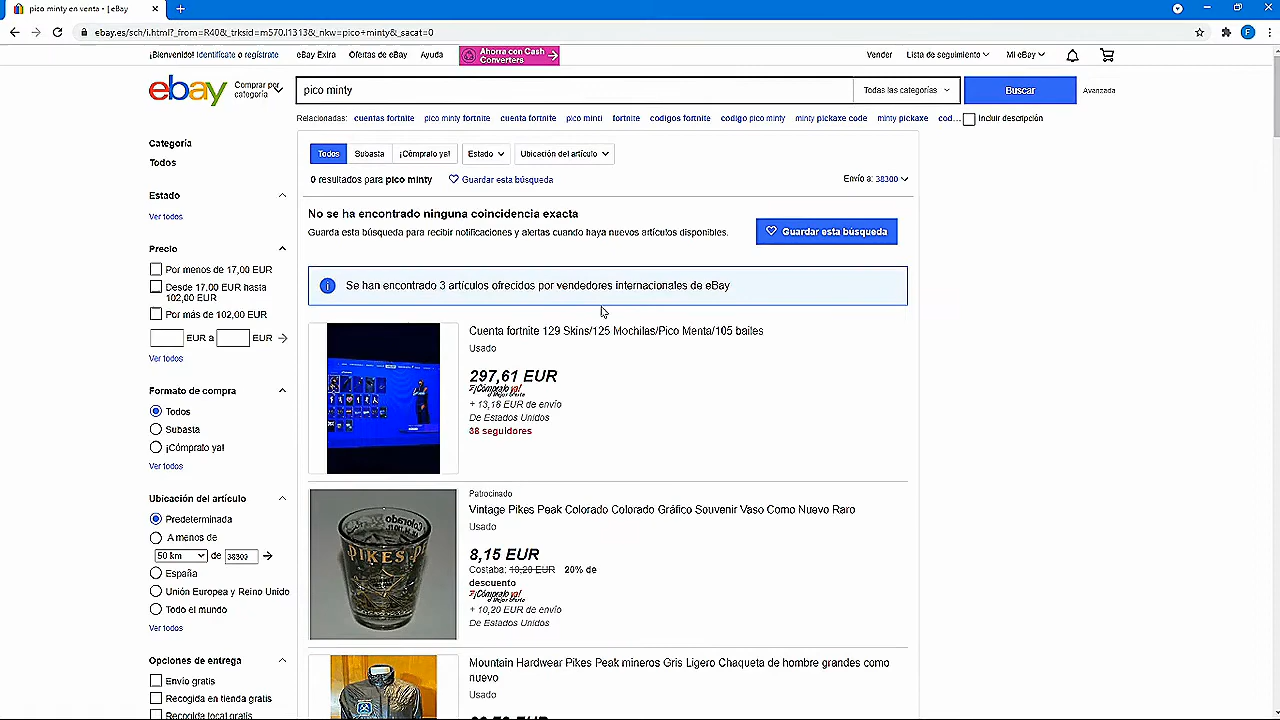 pico minty en venta - | eBay
ebay.es/sch/i.html?_from=R40&_trksid=m570.l1313&_nkw=pico+minty&_sacat=0
¡Bienvenido! Identifícate o regístrate eBay Extra Ofertas de eBay Ayuda Ahorra con Cash Converters Vender Lista de seguimiento Mi eBay
ebay Comprar por categoría pico minty Todas las categorías Buscar Avanzada
Relacionadas: cuentas fortnite pico minty fortnite cuenta fortnite pico minti fortnite codigos fortnite codigo pico minty minty pickaxe code minty pickaxe cod... Incluir descripción
Categoría
Todos
Estado
Ver todos
Precio
Por menos de 17,00 EUR
Desde 17,00 EUR hasta
102,00 EUR
Por más de 102,00 EUR
EUR a EUR
Ver todos
Formato de compra
Todos
Subasta
¡Cómpralo ya!
Ver todos
Ubicación del artículo
Predeterminada
A menos de
50 km de 38300
España
Unión Europea y Reino Unido
Todo el mundo
Ver todos
Opciones de entrega
Envío gratis
Recogida en tienda gratis
Recogida local gratis
Todos Subasta ¡Cómpralo ya! Estado Ubicación del artículo
0 resultados para pico minty Guardar esta búsqueda Envío a: 38300
No se ha encontrado ninguna coincidencia exacta
Guarda esta búsqueda para recibir notificaciones y alertas cuando haya nuevos artículos disponibles.
Guardar esta búsqueda
Se han encontrado 3 artículos ofrecidos por vendedores internacionales de eBay
Cuenta fortnite 129 Skins/125 Mochilas/Pico Menta/105 bailes
Usado
297,61 EUR
¡Cómpralo ya!
o Mejor oferta
+ 13,18 EUR de envío
De Estados Unidos
38 seguidores
Patrocinado
Vintage Pikes Peak Colorado Colorado Gráfico Souvenir Vaso Como Nuevo Raro
Usado
8,15 EUR
Costaba: 10,20 EUR 20% de
descuento
¡Cómpralo ya!
o Mejor oferta
+ 10,20 EUR de envío
De Estados Unidos
PIKES
Mountain Hardwear Pikes Peak mineros Gris Ligero Chaqueta de hombre grandes como
nuevo
Usado